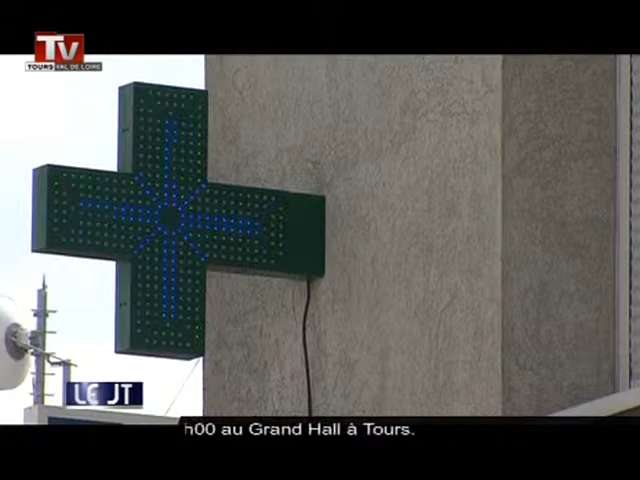 TV
TOURS VAL DE LOIRE
LE JT
h00 au Grand Hall à Tours.